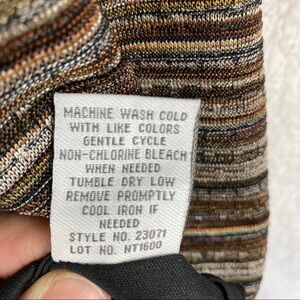 MACHINE WASH COLD
WITH LIKE COLORS
GENTLE CYCLE
NON-CHLORINE BLEACH
WHEN NEEDED
TUMBLE DRY LOW
REMOVE PROMPTLY
COOL IRON IF
NEEDED
STYLE NO. 23071
LOT NO. NT1600